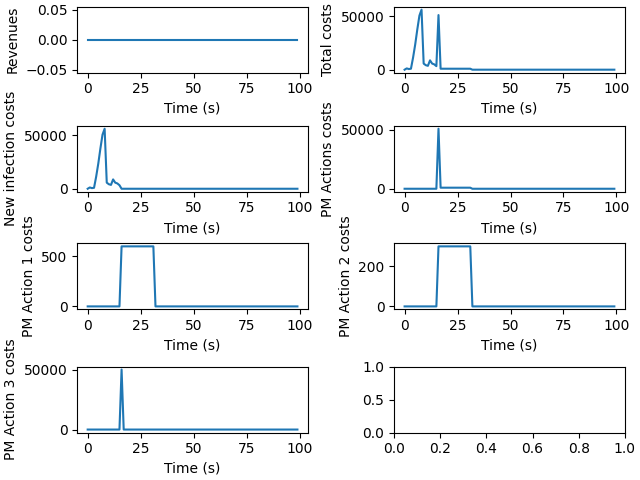 Revenues
0.05
0.00
−0.05
0 25 50 75 100
Time (s)
Total costs
50000
0
0 25 50 75 100
Time (s)
New infection costs
50000
0
0 25 50 75 100
Time (s)
PM Actions costs
50000
0
0 25 50 75 100
Time (s)
PM Action 1 costs
500
0
0 25 50 75 100
Time (s)
PM Action 2 costs
200
0
0 25 50 75 100
Time (s)
PM Action 3 costs
50000
0
0 25 50 75 100
Time (s)
1.0
0.5
0.0
0.0 0.2 0.4 0.6 0.8 1.0